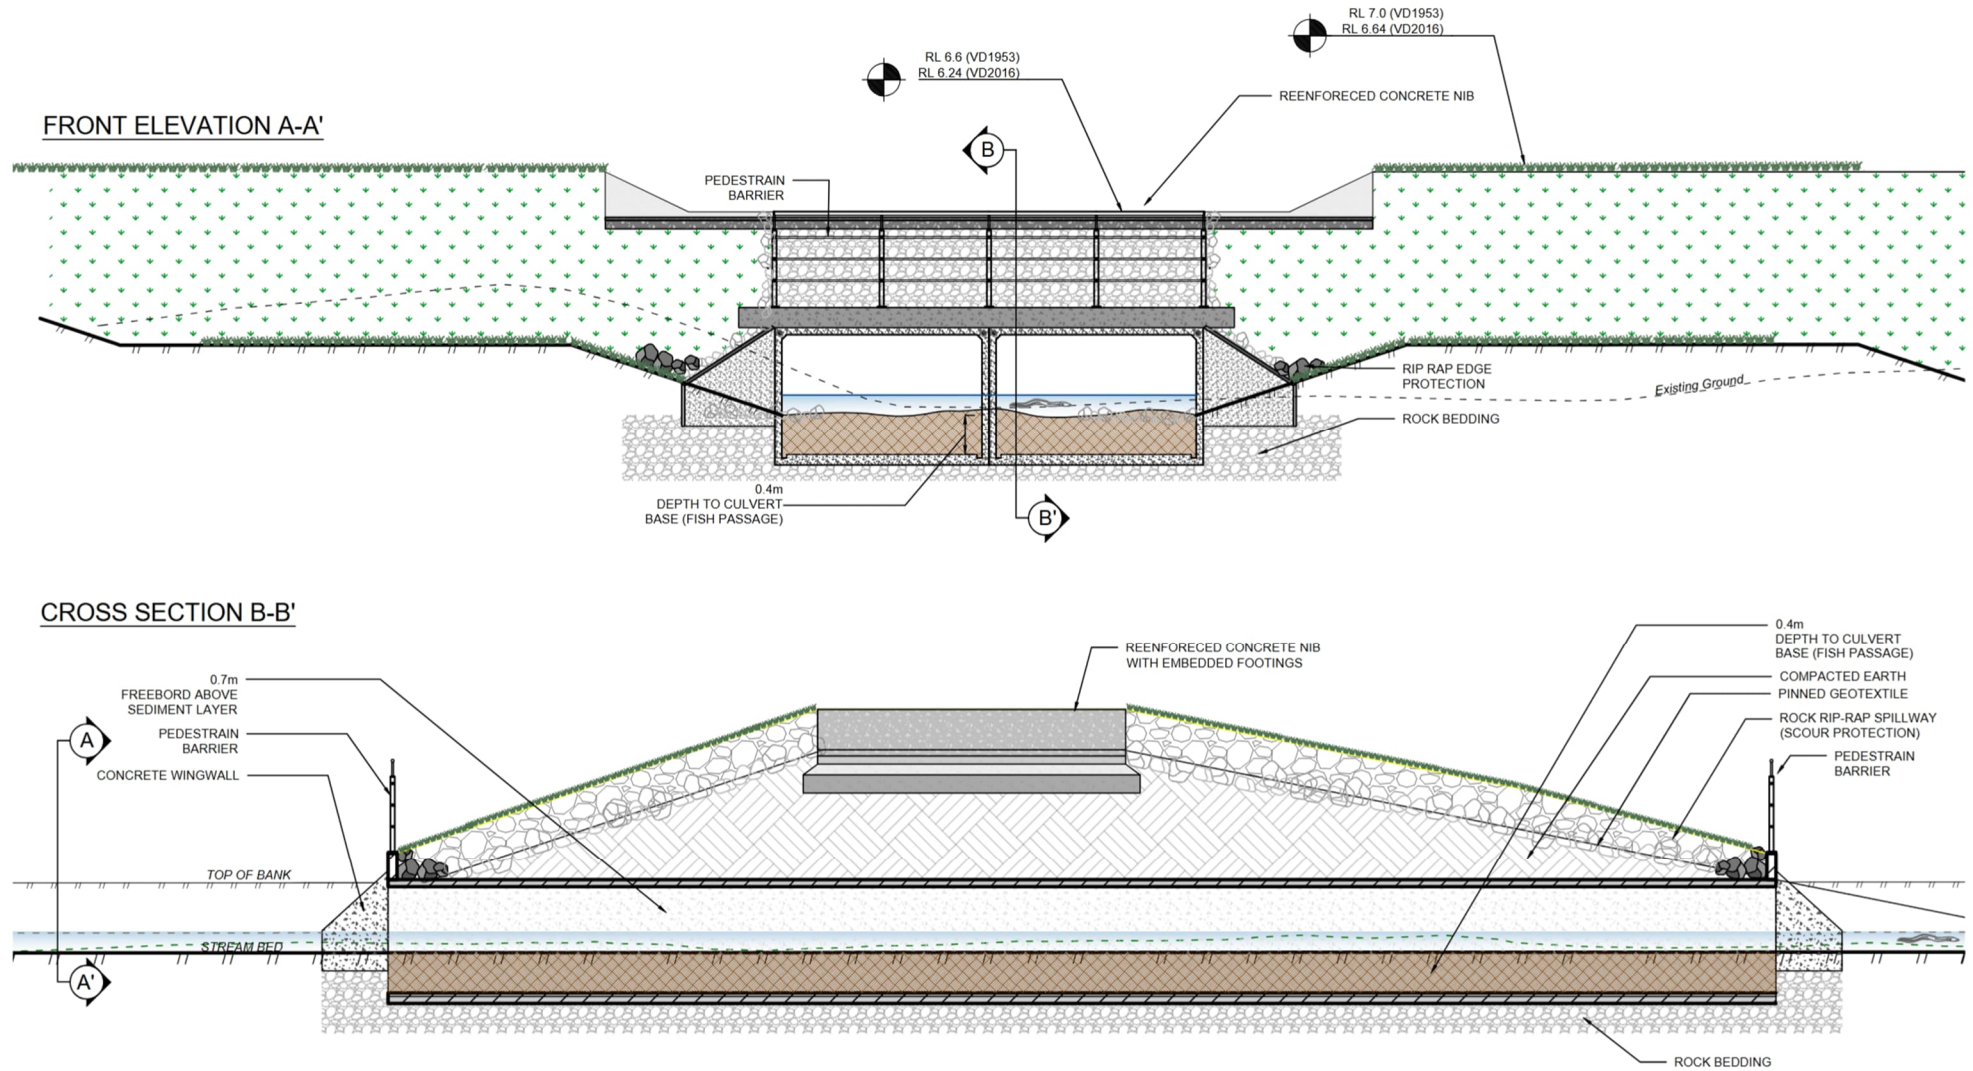 RL 7.0 (VD1953)
RL 6.64 (VD2016)
RL 6.6 (VD1953)
RL 6.24 (VD2016)
REENFORECED CONCRETE NIB
FRONT ELEVATION A-A'
B
PEDESTRAIN
BARRIER
RIP RAP EDGE
PROTECTION
Existing Ground
ROCK BEDDING
0.4m
DEPTH TO CULVERT
BASE (FISH PASSAGE)
B'
CROSS SECTION B-B'
0.4m
DEPTH TO CULVERT
BASE (FISH PASSAGE)
REENFORECED CONCRETE NIB
WITH EMBEDDED FOOTINGS
0.7m
FREEBORD ABOVE
SEDIMENT LAYER
COMPACTED EARTH
PINNED GEOTEXTILE
ROCK RIP-RAP SPILLWAY
(SCOUR PROTECTION)
A
PEDESTRAIN
BARRIER
PEDESTRAIN
BARRIER
CONCRETE WINGWALL
TOP OF BANK
STREAM BED
A'
ROCK BEDDING